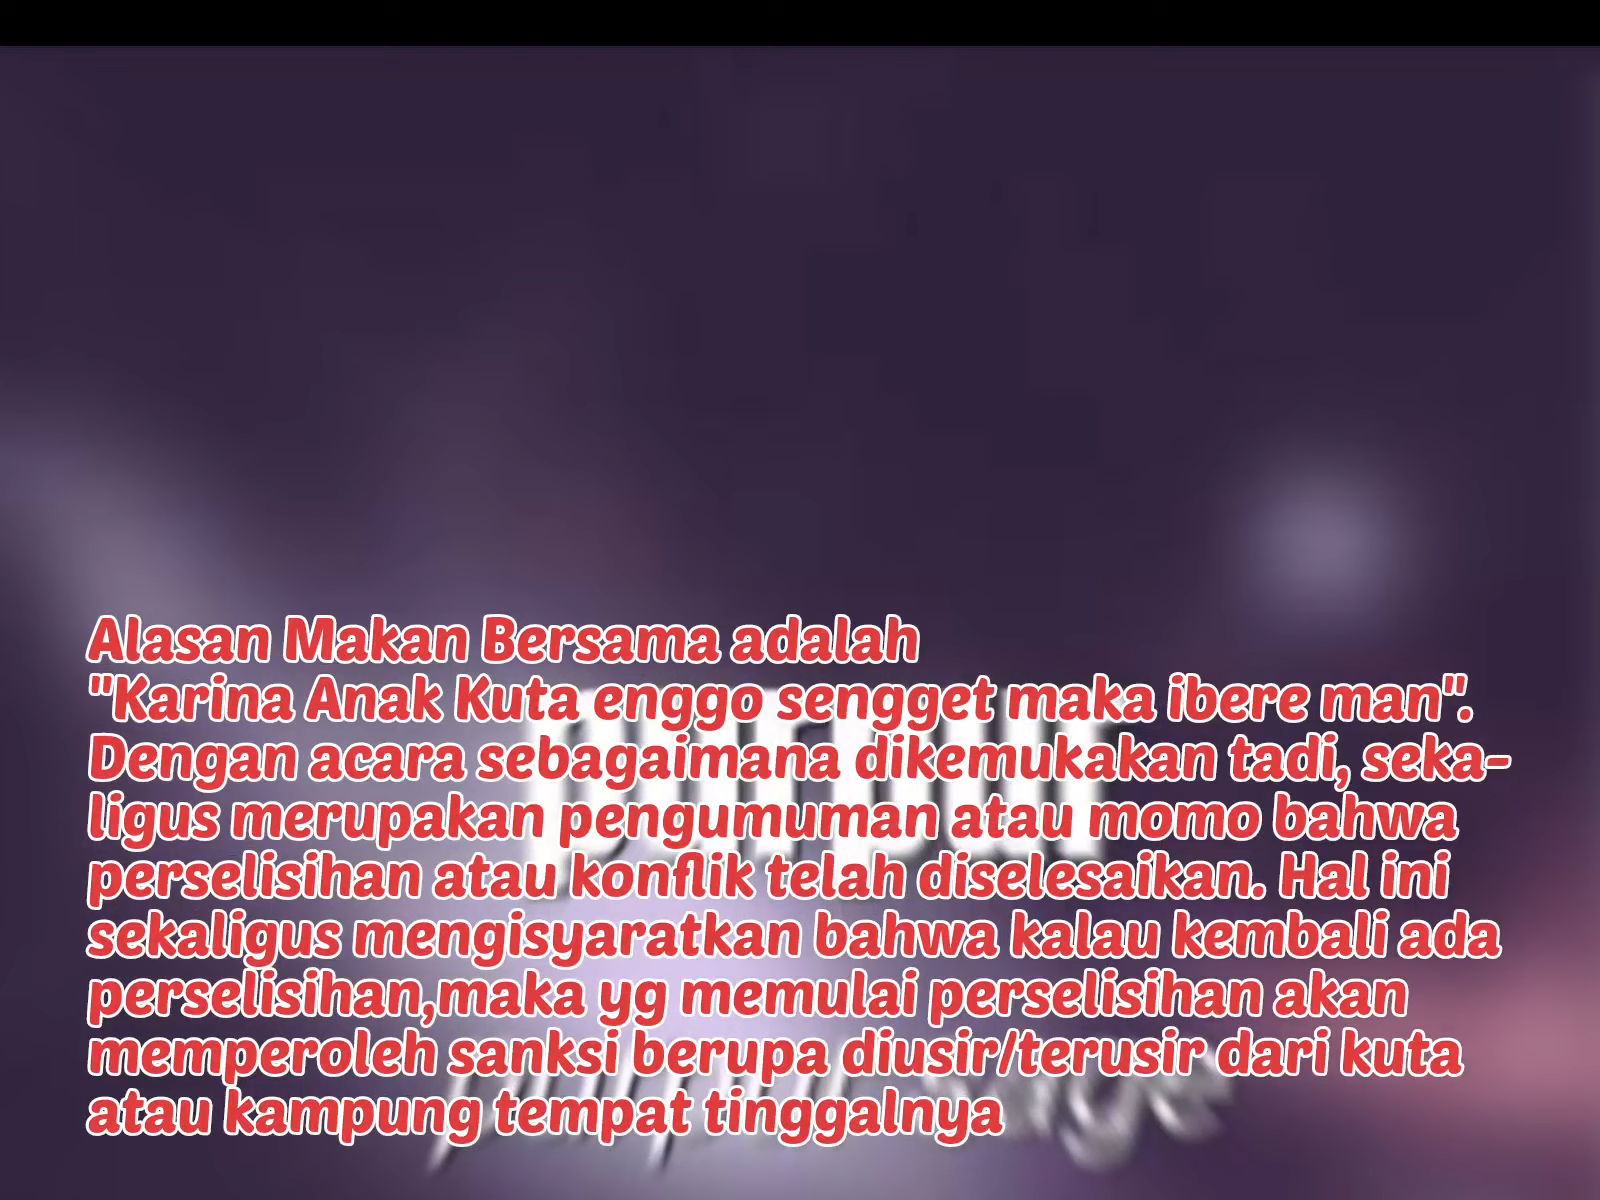 Alasan Makan Bersama adalah
"Karina Anak Kuta enggo sengget maka ibere man".
Dengan acara sebagaimana dikemukakan tadi, seka-
ligus merupakan pengumuman atau momo bahwa
perselisihan atau konflik telah diselesaikan. Hal ini
sekaligus mengisyaratkan bahwa kalau kembali ada
perselisihan,maka yg memulai perselisihan akan
memperoleh sanksi berupa diusir/terusir dari kuta
atau kampung tempat tinggalnya